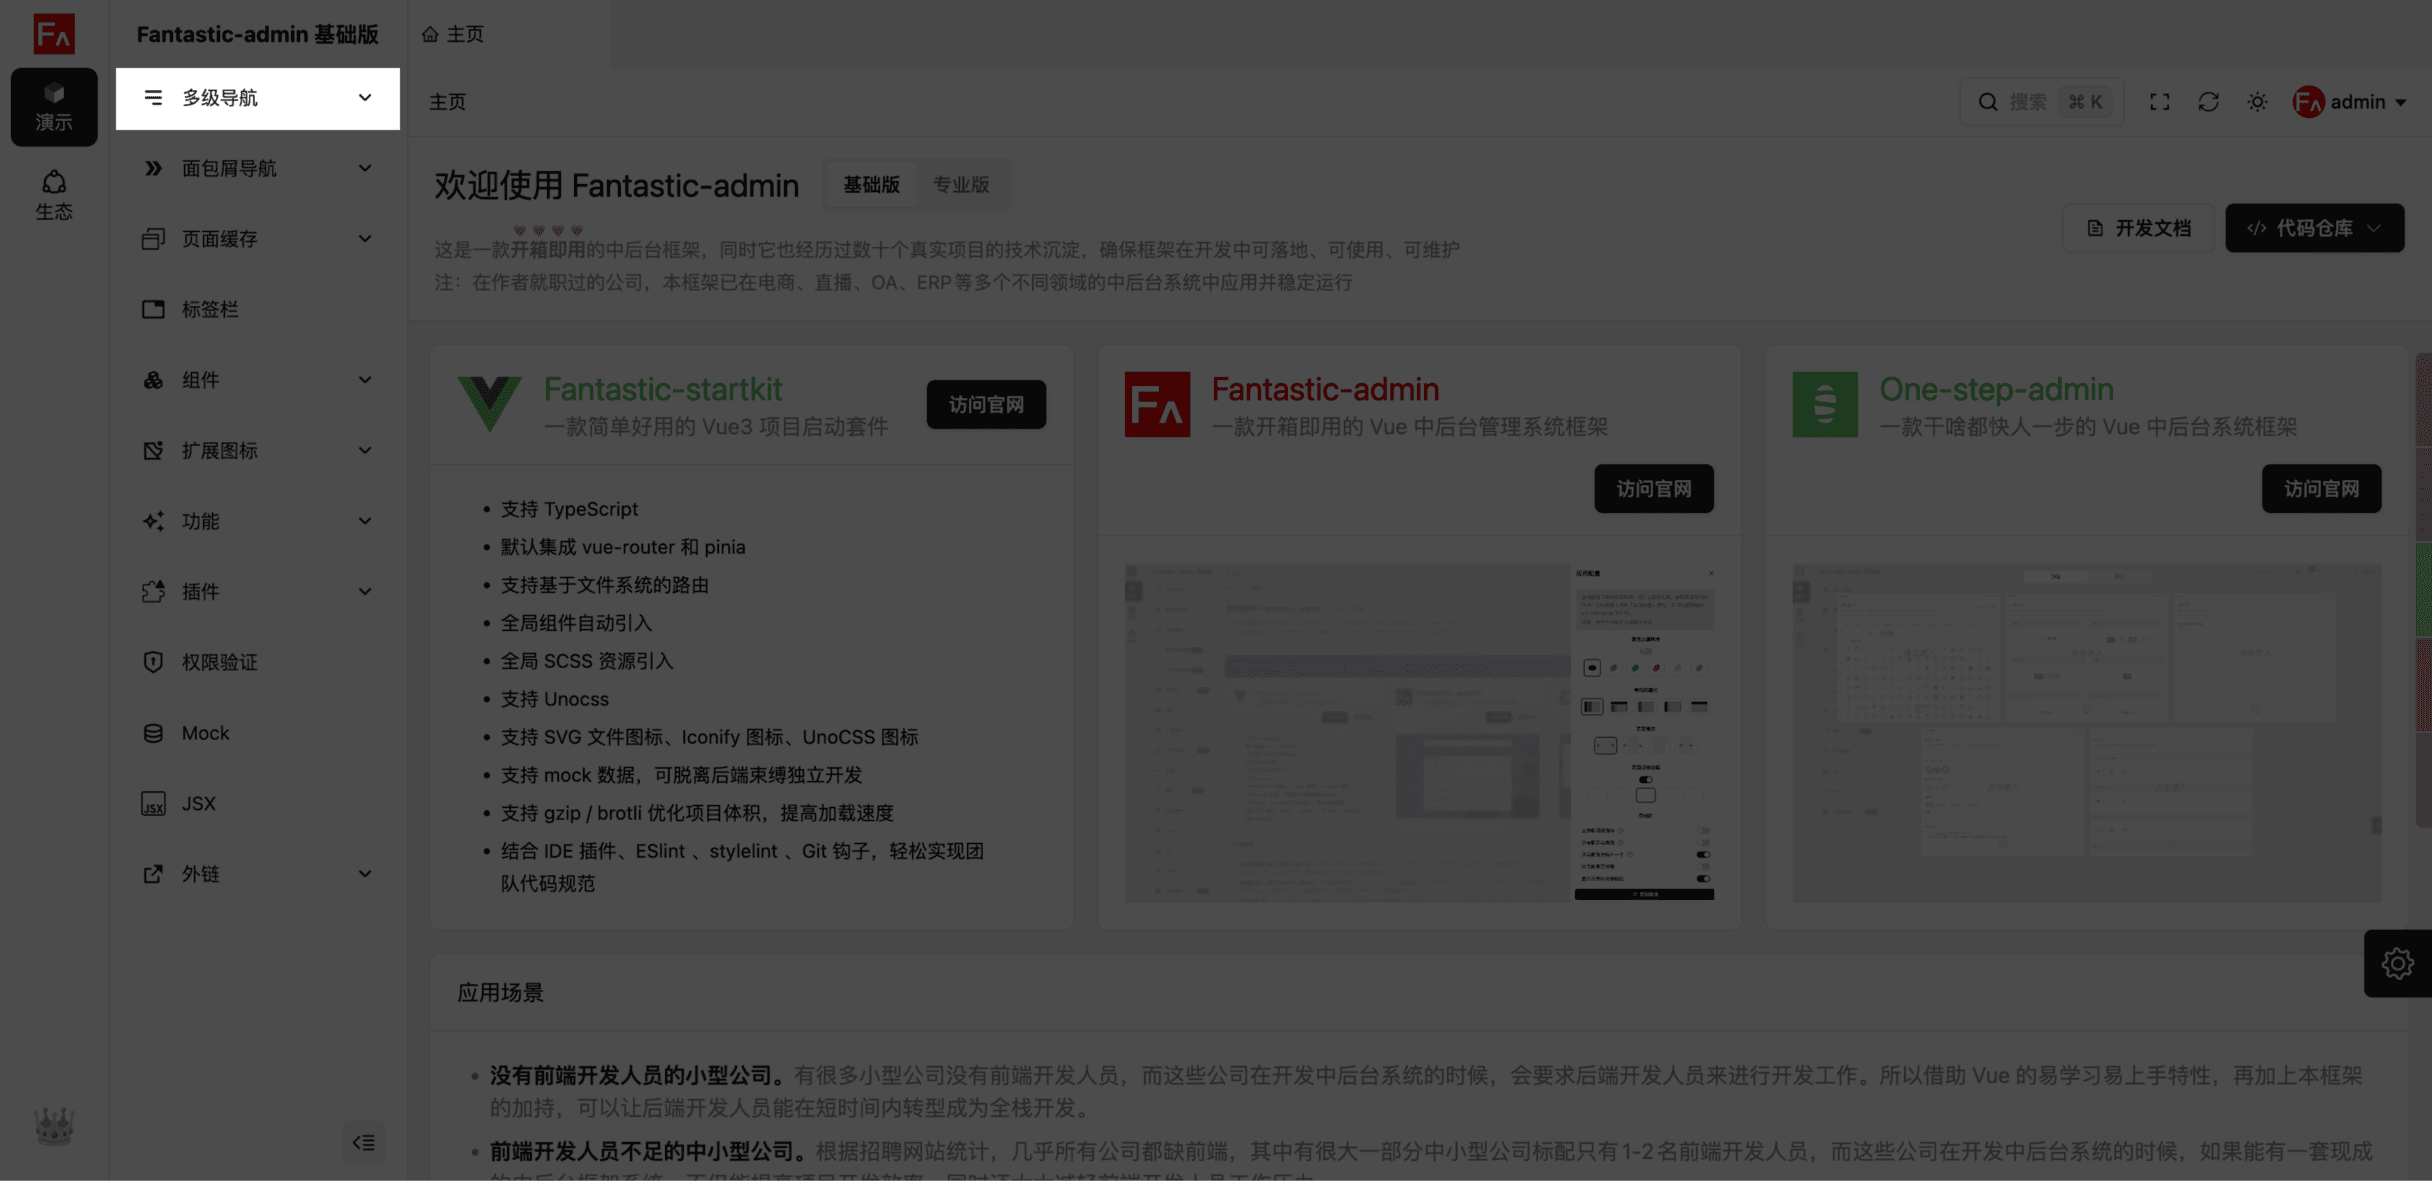 Fantastic-admin 基础版
主页
演示
生态
多级导航
面包屑导航
页面缓存
标签栏
组件
扩展图标
功能
插件
权限验证
Mock
JSX
外链
主页
搜索 ⌘ K
admin
欢迎使用 Fantastic-admin
基础版 专业版
这是一款开箱即用的中后台框架，同时它也经历过数十个真实项目的技术沉淀，确保框架在开发中可落地、可使用、可维护
注：在作者就职过的公司，本框架已在电商、直播、OA、ERP等多个不同领域的中后台系统中应用并稳定运行
开发文档
代码仓库
Fantastic-startkit
一款简单好用的 Vue3 项目启动套件
访问官网
• 支持 TypeScript
• 默认集成 vue-router 和 pinia
• 支持基于文件系统的路由
• 全局组件自动引入
• 全局 SCSS 资源引入
• 支持 Unocss
• 支持 SVG 文件图标、Iconify 图标、UnoCSS 图标
• 支持 mock 数据，可脱离后端束缚独立开发
• 支持 gzip / brotli 优化项目体积，提高加载速度
• 结合 IDE 插件、ESlint 、stylelint 、Git 钩子，轻松实现团
队代码规范
Fantastic-admin
一款开箱即用的 Vue 中后台管理系统框架
访问官网
应用配置
One-step-admin
一款干啥都快人一步的 Vue 中后台系统框架
访问官网
应用场景
• 没有前端开发人员的小型公司。有很多小型公司没有前端开发人员，而这些公司在开发中后台系统的时候，会要求后端开发人员来进行开发工作。所以借助 Vue 的易学习易上手特性，再加上本框架
的加持，可以让后端开发人员能在短时间内转型成为全栈开发。
• 前端开发人员不足的中小型公司。根据招聘网站统计，几乎所有公司都缺前端，其中有很大一部分中小型公司标配只有1-2名前端开发人员，而这些公司在开发中后台系统的时候，如果能有一套现成